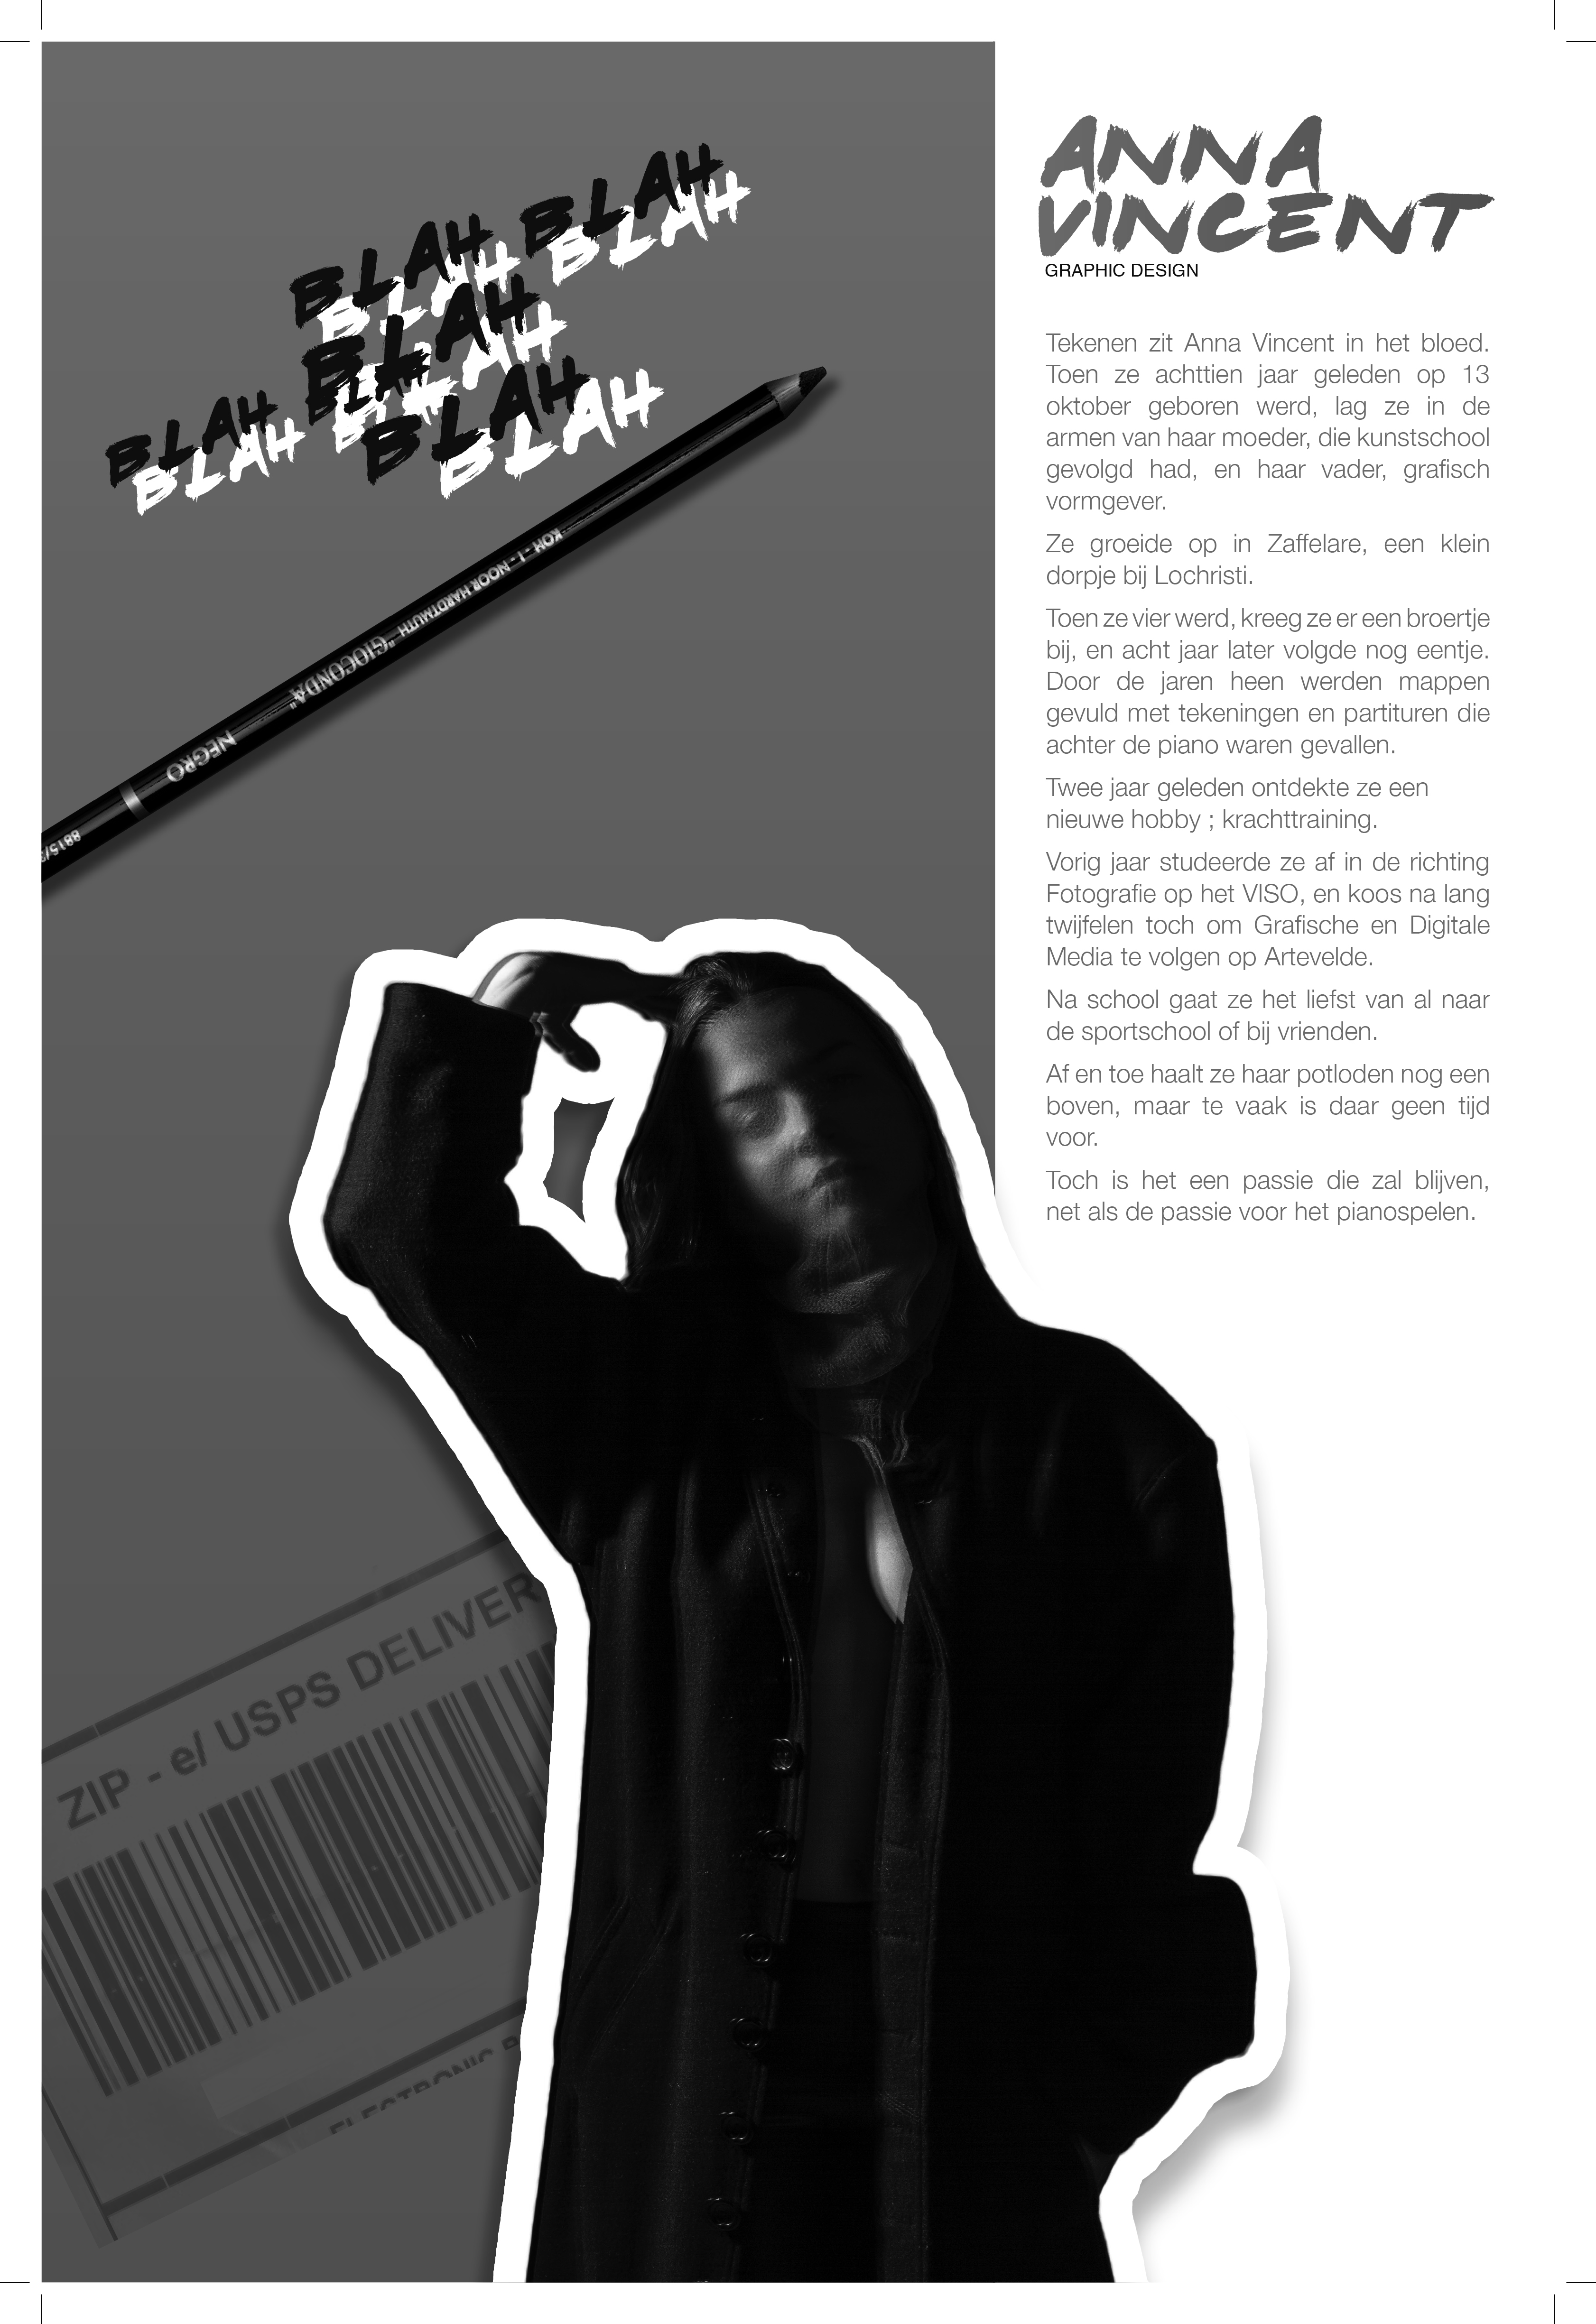 BLAH BLAH
BLAH BLAH
BLAH
BLAH
BLAH BLAH
BLAH BLAH
BLAH
BLAH
KOH-I-NOOR HARDTMUTH "GIOCONDA" NEGRO 8815/
ZIP - e/ USPS DELIVER
ELECTRONIC
ANNA
VINCENT
GRAPHIC DESIGN
Tekenen zit Anna Vincent in het bloed.
Toen ze achttien jaar geleden op 13
oktober geboren werd, lag ze in de
armen van haar moeder, die kunstschool
gevolgd had, en haar vader, grafisch
vormgever.
Ze groeide op in Zaffelare, een klein
dorpje bij Lochristi.
Toen ze vier werd, kreeg ze er een broertje
bij, en acht jaar later volgde nog eentje.
Door de jaren heen werden mappen
gevuld met tekeningen en partituren die
achter de piano waren gevallen.
Twee jaar geleden ontdekte ze een
nieuwe hobby ; krachttraining.
Vorig jaar studeerde ze af in de richting
Fotografie op het VISO, en koos na lang
twijfelen toch om Grafische en Digitale
Media te volgen op Artevelde.
Na school gaat ze het liefst van al naar
de sportschool of bij vrienden.
Af en toe haalt ze haar potloden nog een
boven, maar te vaak is daar geen tijd
voor.
Toch is het een passie die zal blijven,
net als de passie voor het pianospelen.